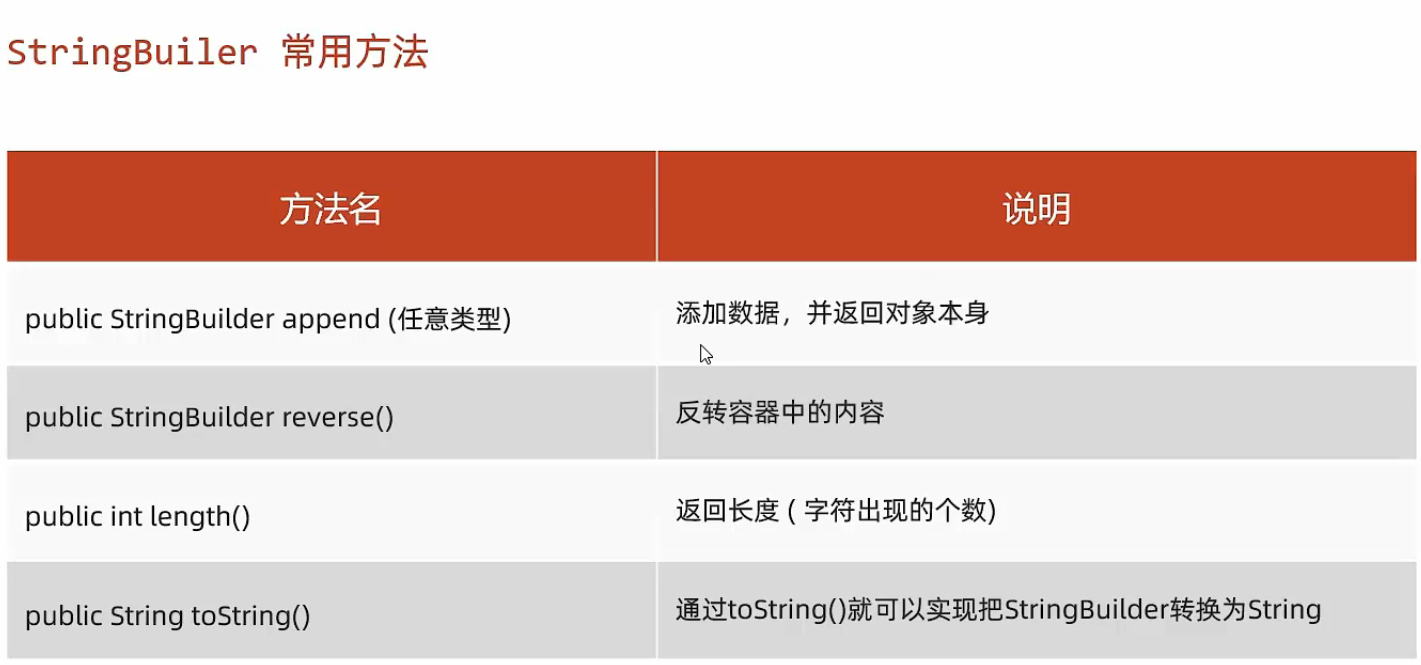 StringBuiler 常用方法
方法名 说明
public StringBuilder append (任意类型) 添加数据，并返回对象本身
public StringBuilder reverse() 反转容器中的内容
public int length() 返回长度 ( 字符出现的个数)
public String toString() 通过toString()就可以实现把StringBuilder转换为String